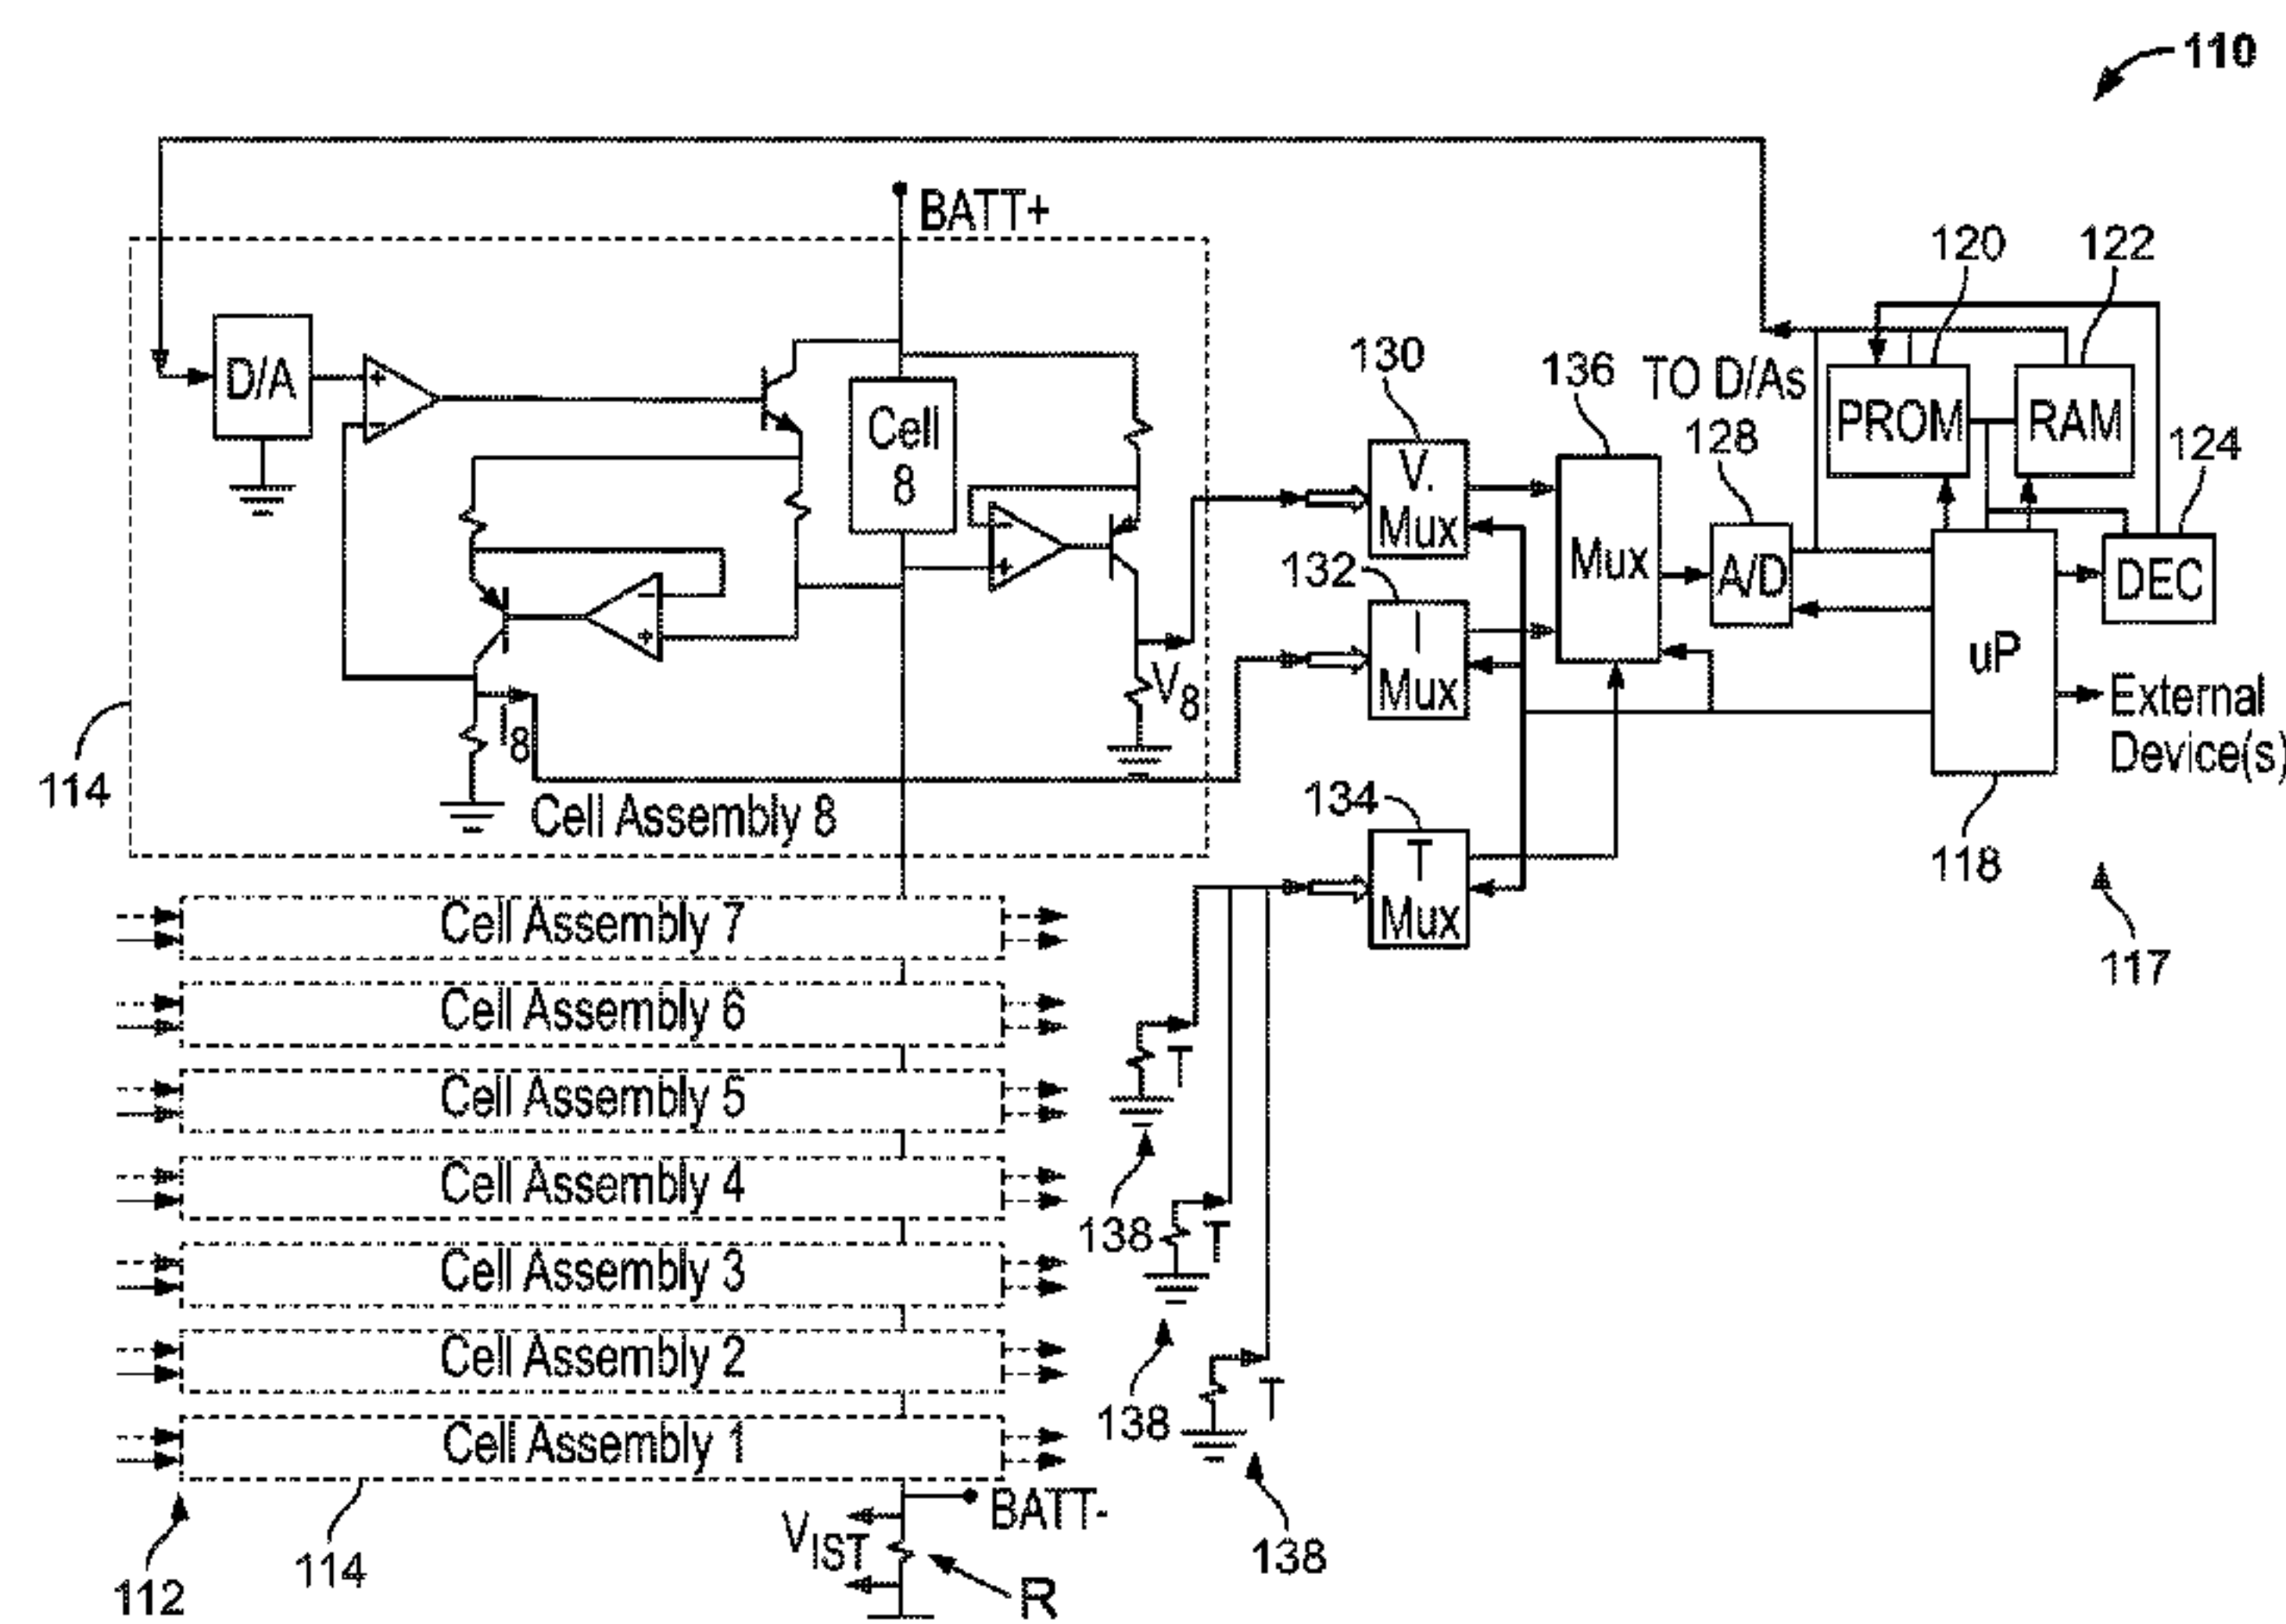 110
BATT+
120
122
D/A
+
−
Cell
8
130
136
TO D/As
128
PROM
RAM
124
V.
Mux
Mux
A/D
DEC
−
+
−
+
132
I
Mux
uP
External
Device(s)
V8
I8
114
Cell Assembly 8
134
T
Mux
118
117
Cell Assembly 7
Cell Assembly 6
Cell Assembly 5
Cell Assembly 4
Cell Assembly 3
Cell Assembly 2
Cell Assembly 1
T
138
T
138
T
138
BATT-
VIST
R
112
114